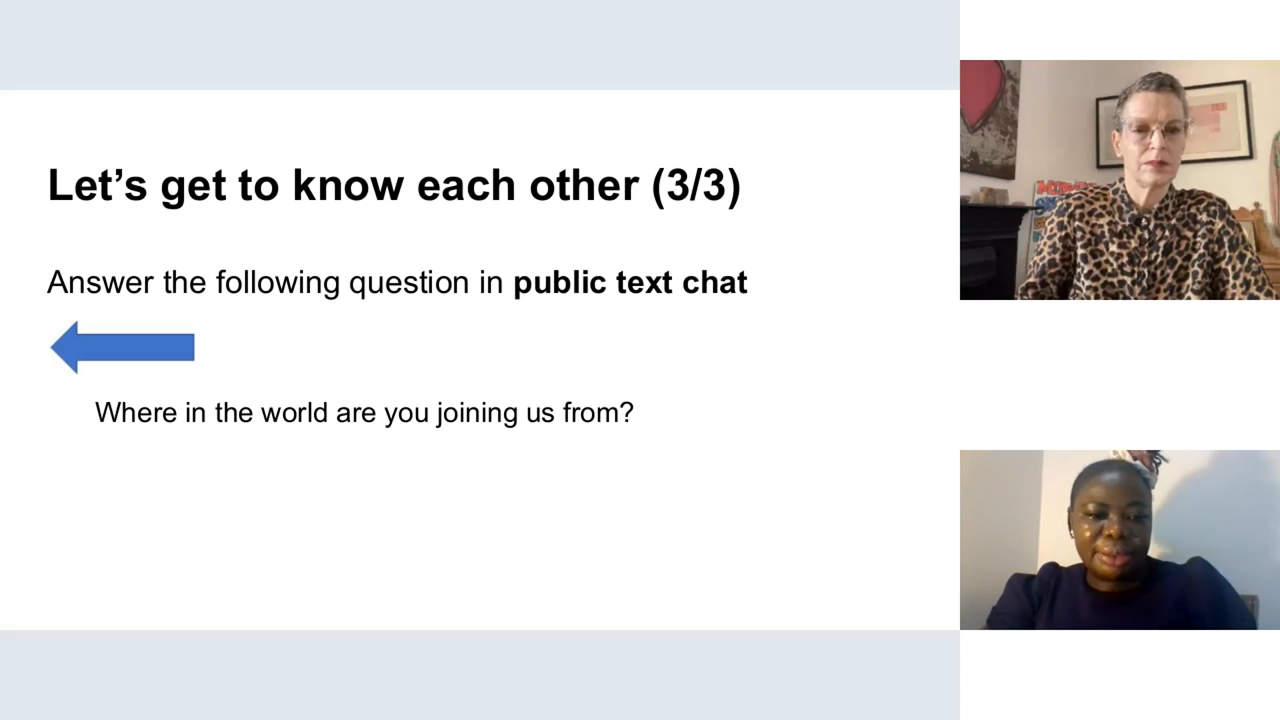 Let’s get to know each other (3/3)
Answer the following question in public text chat
Where in the world are you joining us from?